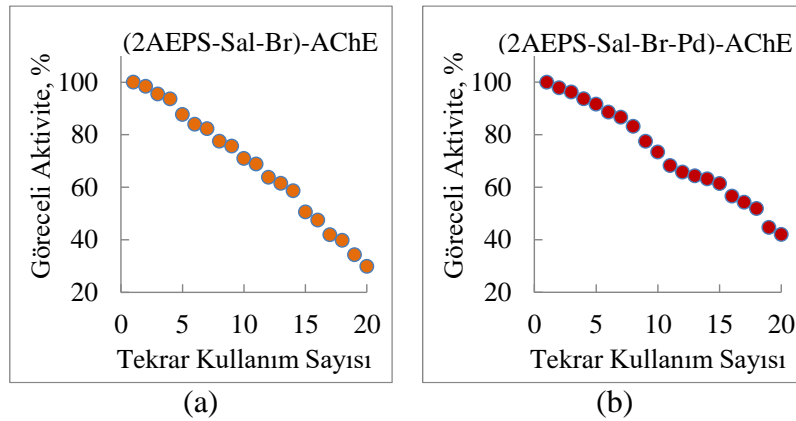 (2AEPS-Sal-Br)-AChE
Göreceli Aktivite, %
100
80
60
40
20
0 5 10 15 20
Tekrar Kullanım Sayısı
(a)
(2AEPS-Sal-Br-Pd)-AChE
Göreceli Aktivite, %
100
80
60
40
20
0 5 10 15 20
Tekrar Kullanım Sayısı
(b)